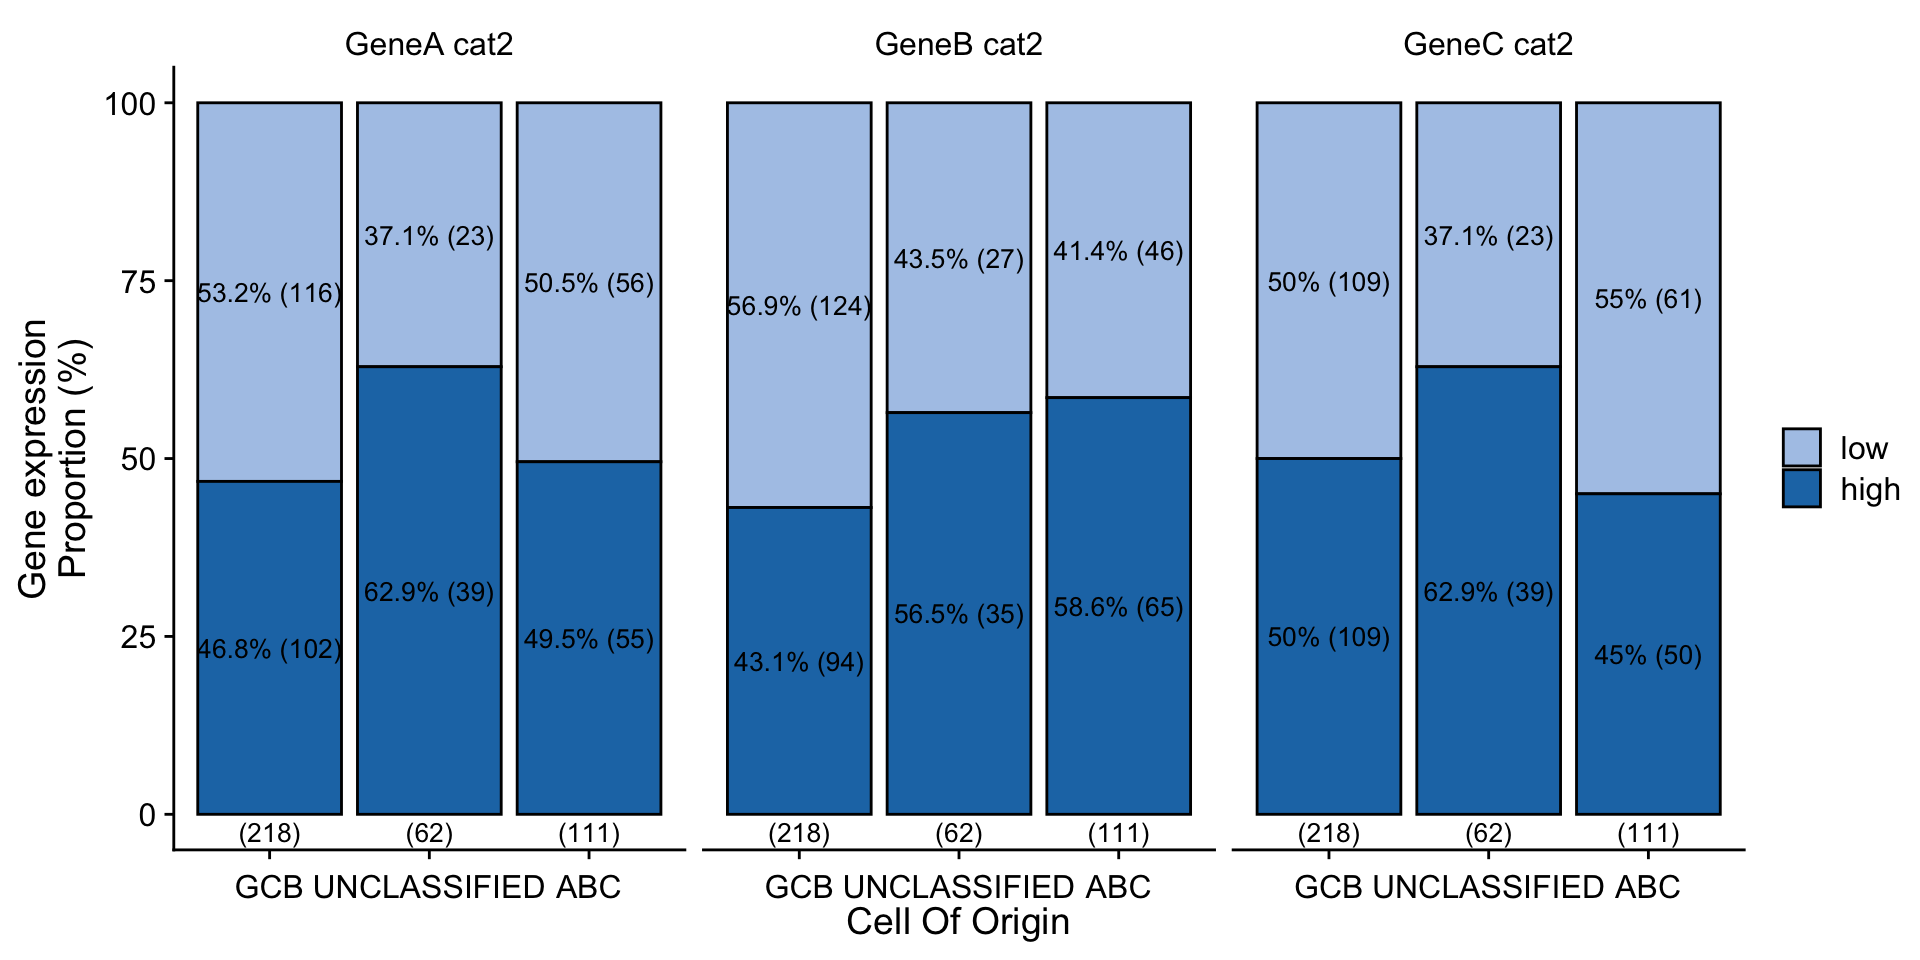 GeneA cat2 GeneB cat2 GeneC cat2
100
75
50
25
0
Gene expression
Proportion (%)
53.2% (116) 37.1% (23) 50.5% (56)
46.8% (102) 62.9% (39) 49.5% (55)
56.9% (124) 43.5% (27) 41.4% (46)
43.1% (94) 56.5% (35) 58.6% (65)
50% (109) 37.1% (23) 55% (61)
50% (109) 62.9% (39) 45% (50)
(218) (62) (111) (218) (62) (111) (218) (62) (111)
GCB UNCLASSIFIED ABC GCB UNCLASSIFIED ABC GCB UNCLASSIFIED ABC
Cell Of Origin
low
high